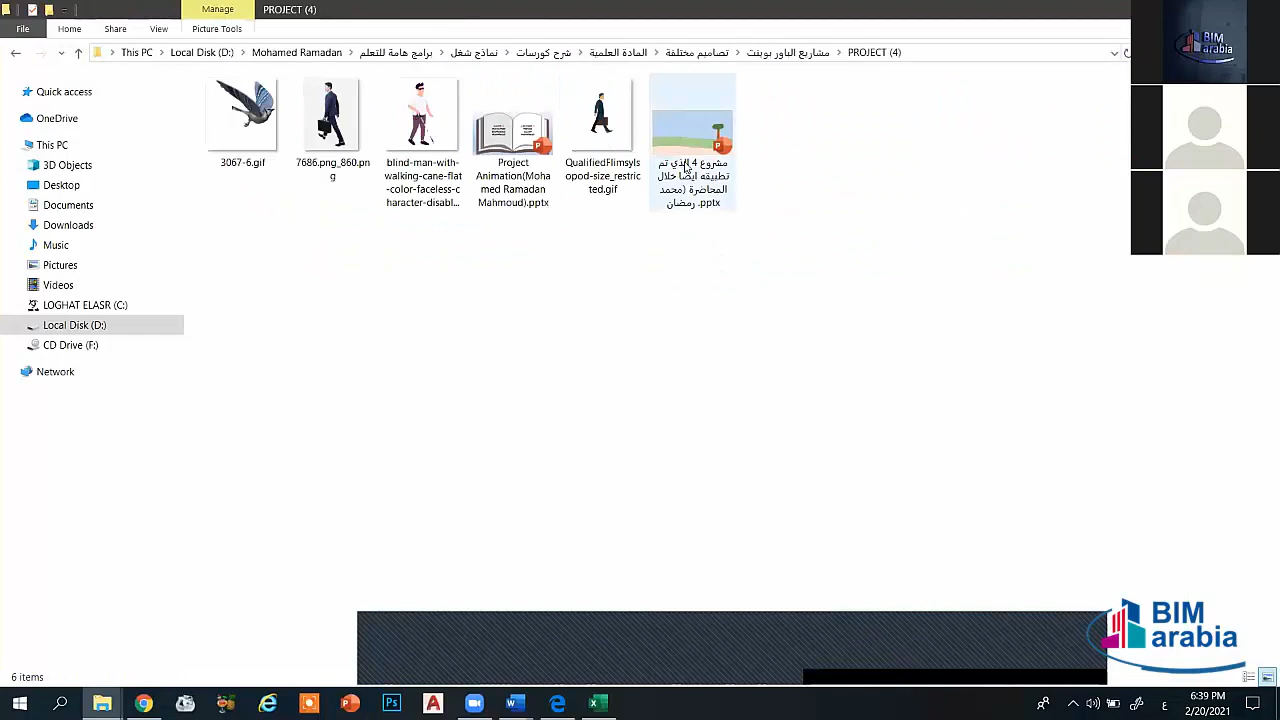 Manage
PROJECT (4)
File
Home
Share
View
Picture Tools
This PC
Local Disk (D:)
Mohamed Ramadan
برامج هامة للتعلم
نماذج شغل
شرح كورسات
المادة العلمية
تصاميم مختلفة
مشاريع الباور بوينت
PROJECT (4)
Quick access
OneDrive
This PC
3D Objects
Desktop
Documents
Downloads
Music
Pictures
Videos
LOGHAT ELASR (C:)
Local Disk (D:)
CD Drive (F:)
Network
3067-6.gif
7686.png_860.pn
g
blind-man-with-
walking-cane-flat
-color-faceless-c
haracter-disabl...
Project
Animation(Moha
med Ramadan
Mahmoud).pptx
QualifiedFlimsyls
opod-size_restric
ted.gif
مشروع 4 الذي تم
تطبيقه ايضا خلال
المحاضرة (محمد
رمضان .pptx
BIM
arabia
BIM
arabia
6 items
6:39 PM
2/20/2021